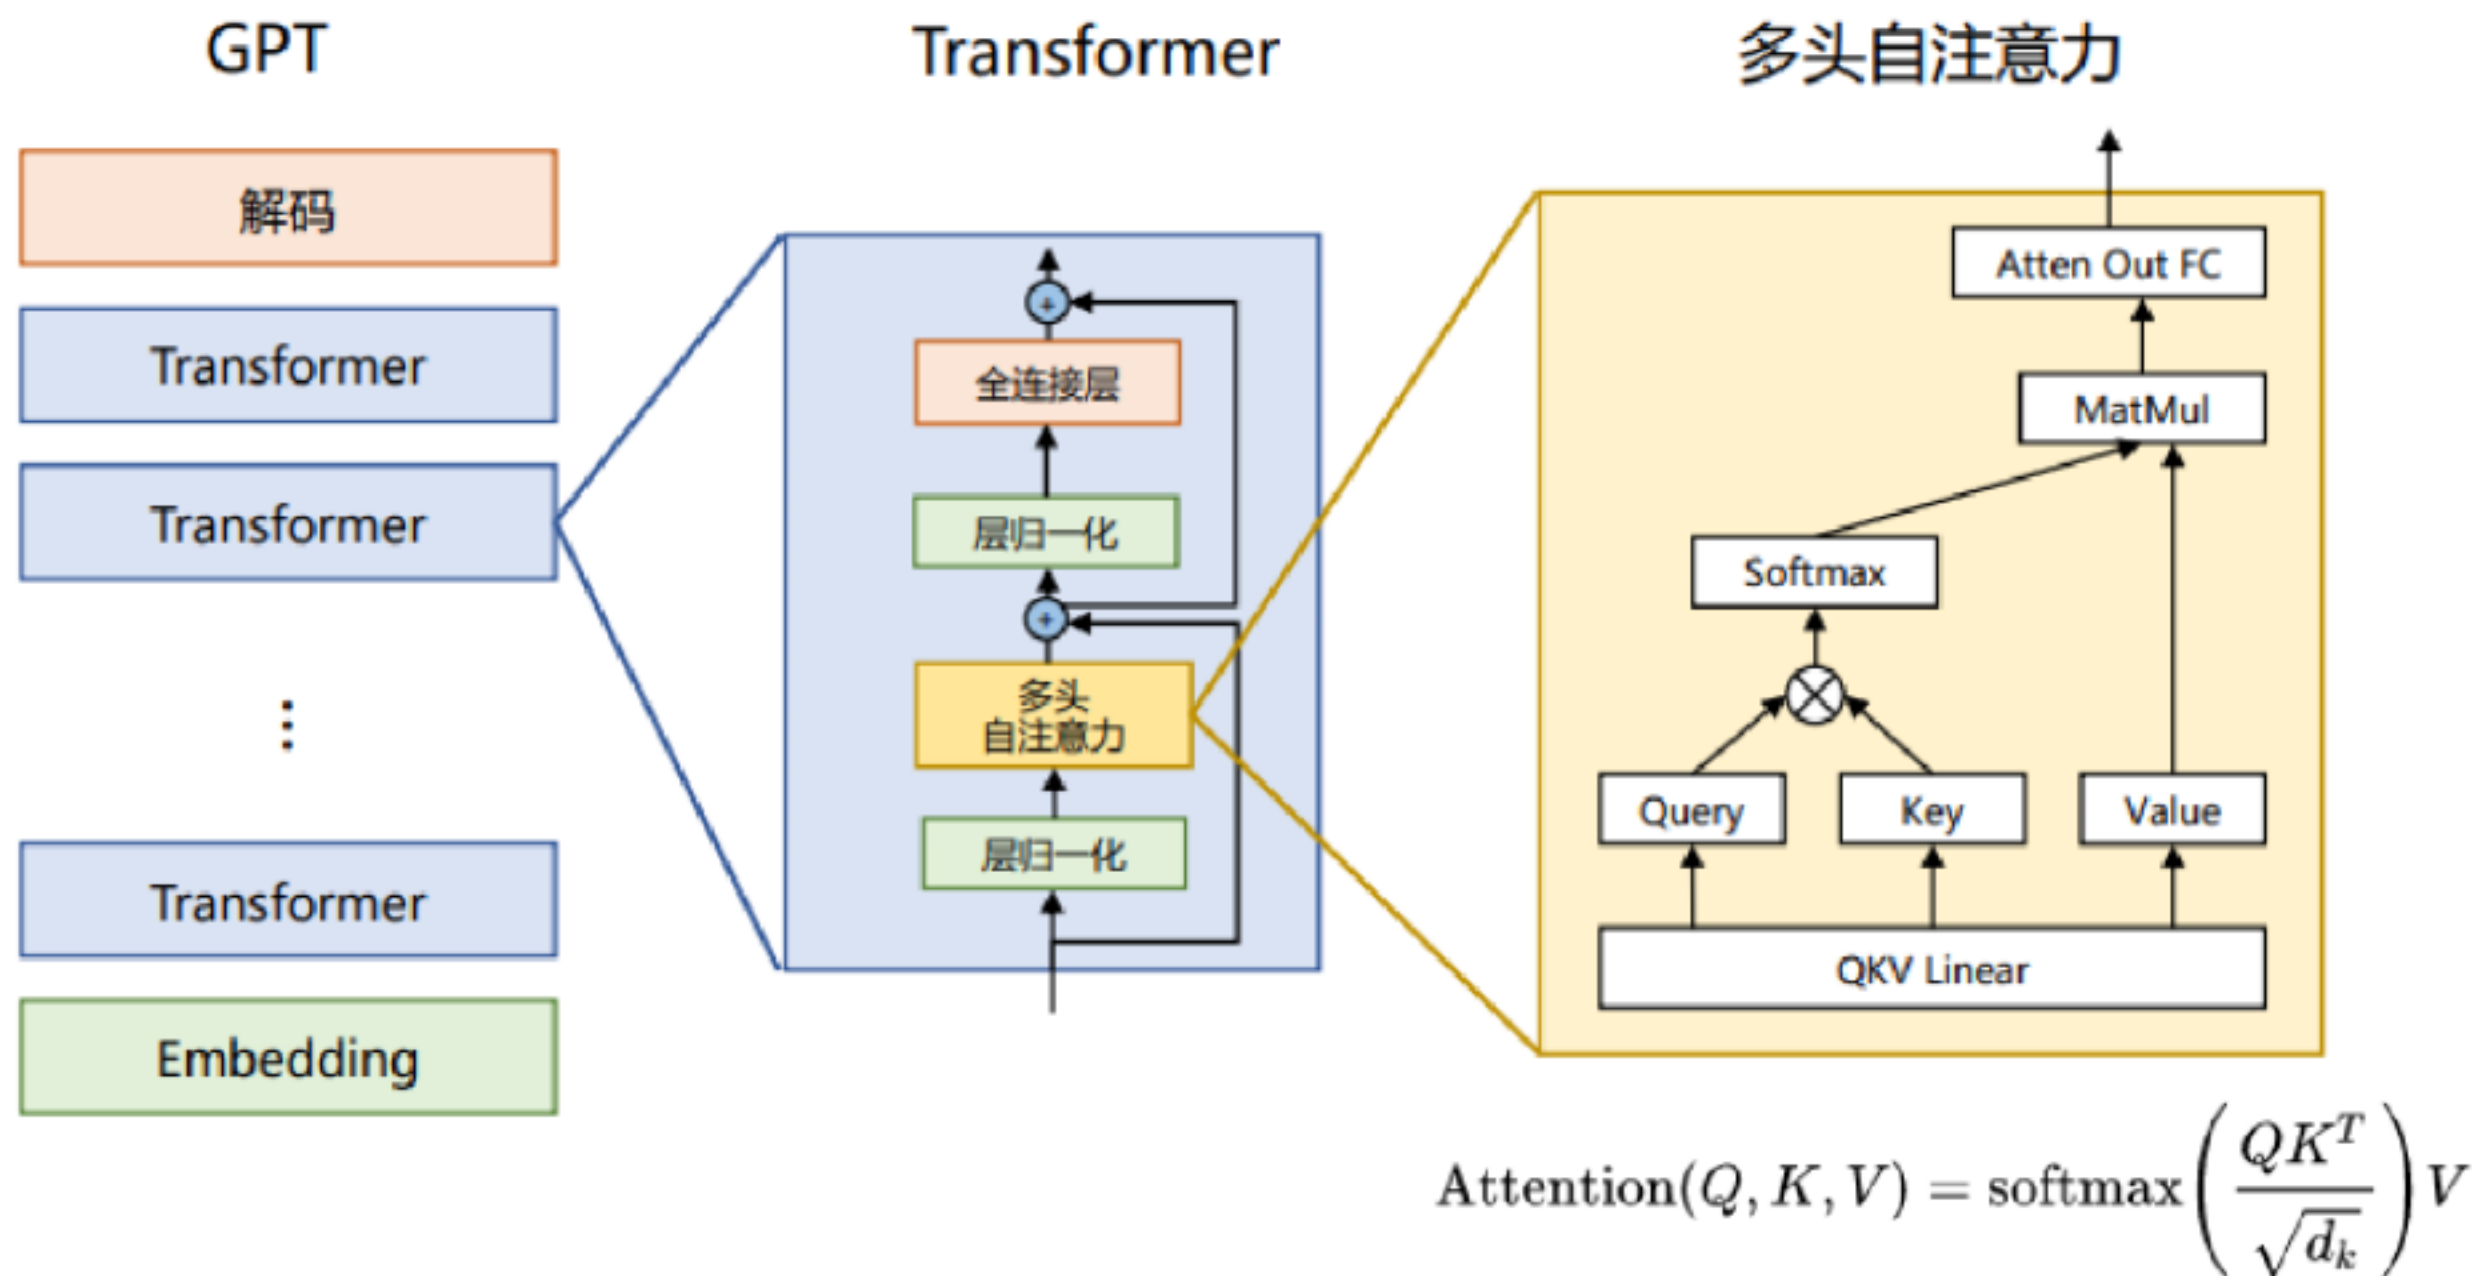 GPT
解码
Transformer
Transformer
⋮
Transformer
Embedding
Transformer
+
全连接层
层归一化
+
多头
自注意力
层归一化
多头自注意力
Atten Out FC
MatMul
Softmax
Query Key Value
QKV Linear
Attention(Q, K, V) = softmax(QK^T / √d_k)V